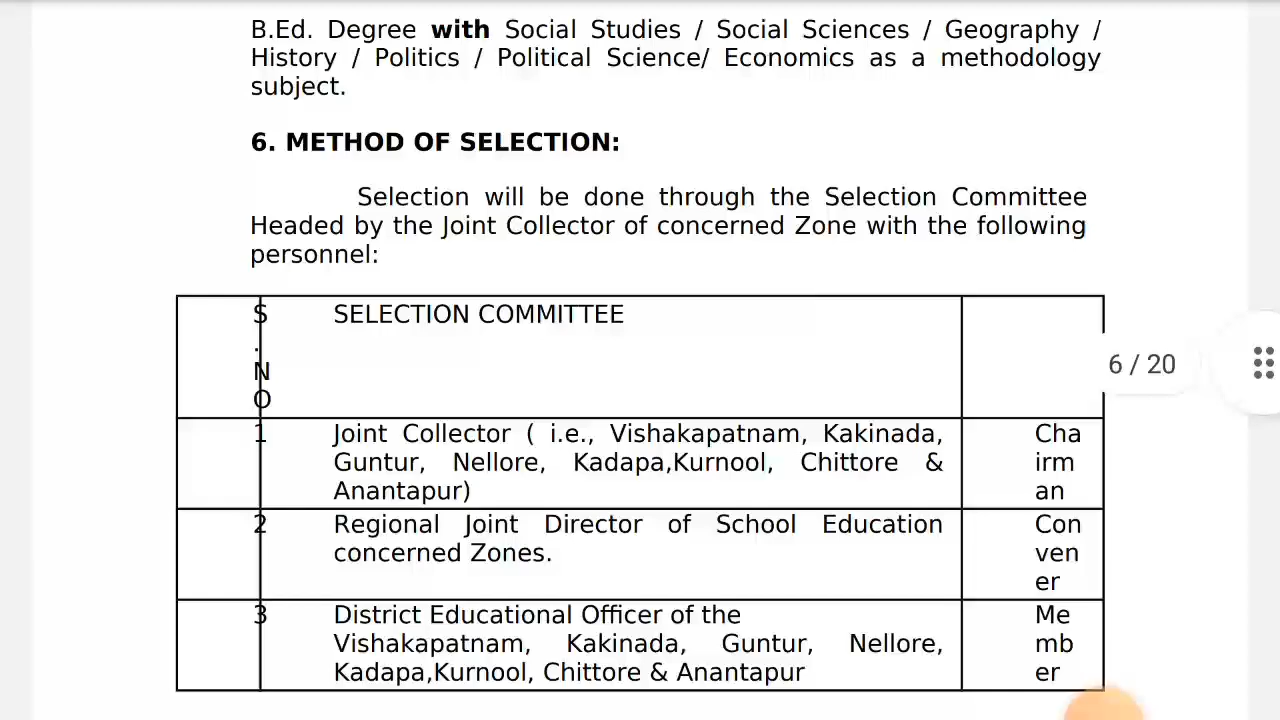 B.Ed. Degree with Social Studies / Social Sciences / Geography /
History / Politics / Political Science/ Economics as a methodology
subject.
6. METHOD OF SELECTION:
Selection will be done through the Selection Committee
Headed by the Joint Collector of concerned Zone with the following
personnel:
S
.
N
O
SELECTION COMMITTEE
6 / 20
1
Joint Collector ( i.e., Vishakapatnam, Kakinada,
Guntur, Nellore, Kadapa,Kurnool, Chittore &
Anantapur)
Cha
irm
an
2
Regional Joint Director of School Education
concerned Zones.
Con
ven
er
3
District Educational Officer of the
Vishakapatnam, Kakinada, Guntur, Nellore,
Kadapa,Kurnool, Chittore & Anantapur
Me
mb
er